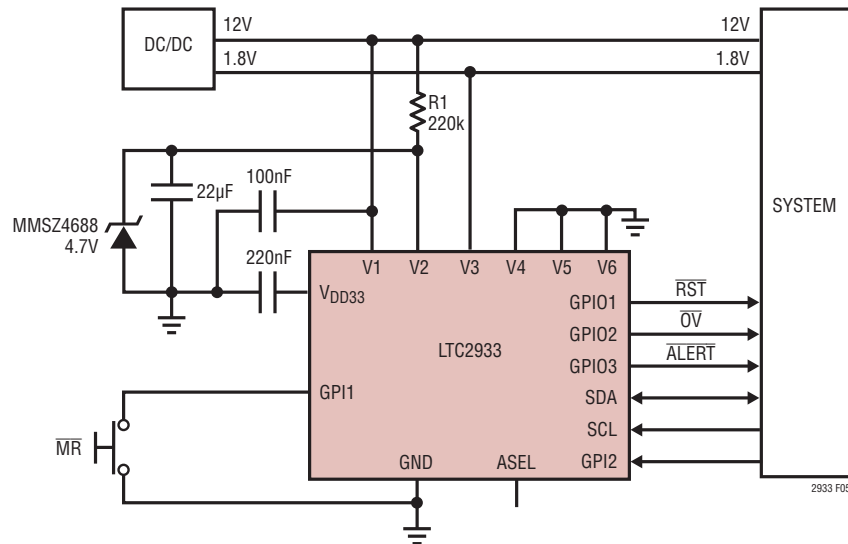 12V
12V
DC/DC
1.8V
1.8V
R1
220k
100nF
22µF
SYSTEM
MMSZ4688
4.7V
220nF
V1
V2
V3
V4
V5
V6
VDD33
GPIO1
RST
GPIO2
OV
LTC2933
GPIO3
ALERT
GPI1
SDA
SCL
MR
GND
ASEL
GPI2
2933 F05